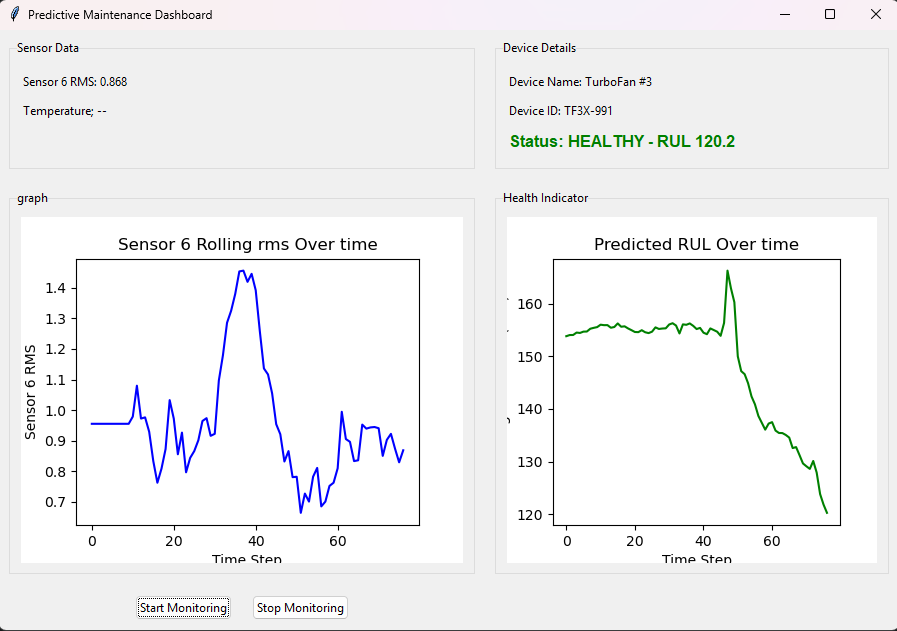 Predictive Maintenance Dashboard
Sensor Data
Sensor 6 RMS: 0.868
Temperature; --
Device Details
Device Name: TurboFan #3
Device ID: TF3X-991
Status: HEALTHY - RUL 120.2
graph
Sensor 6 Rolling rms Over time
Sensor 6 RMS
1.4
1.3
1.2
1.1
1.0
0.9
0.8
0.7
0 20 40 60
Time Step
Health Indicator
Predicted RUL Over time
160
150
140
130
120
0 20 40 60
Time Step
Start Monitoring Stop Monitoring